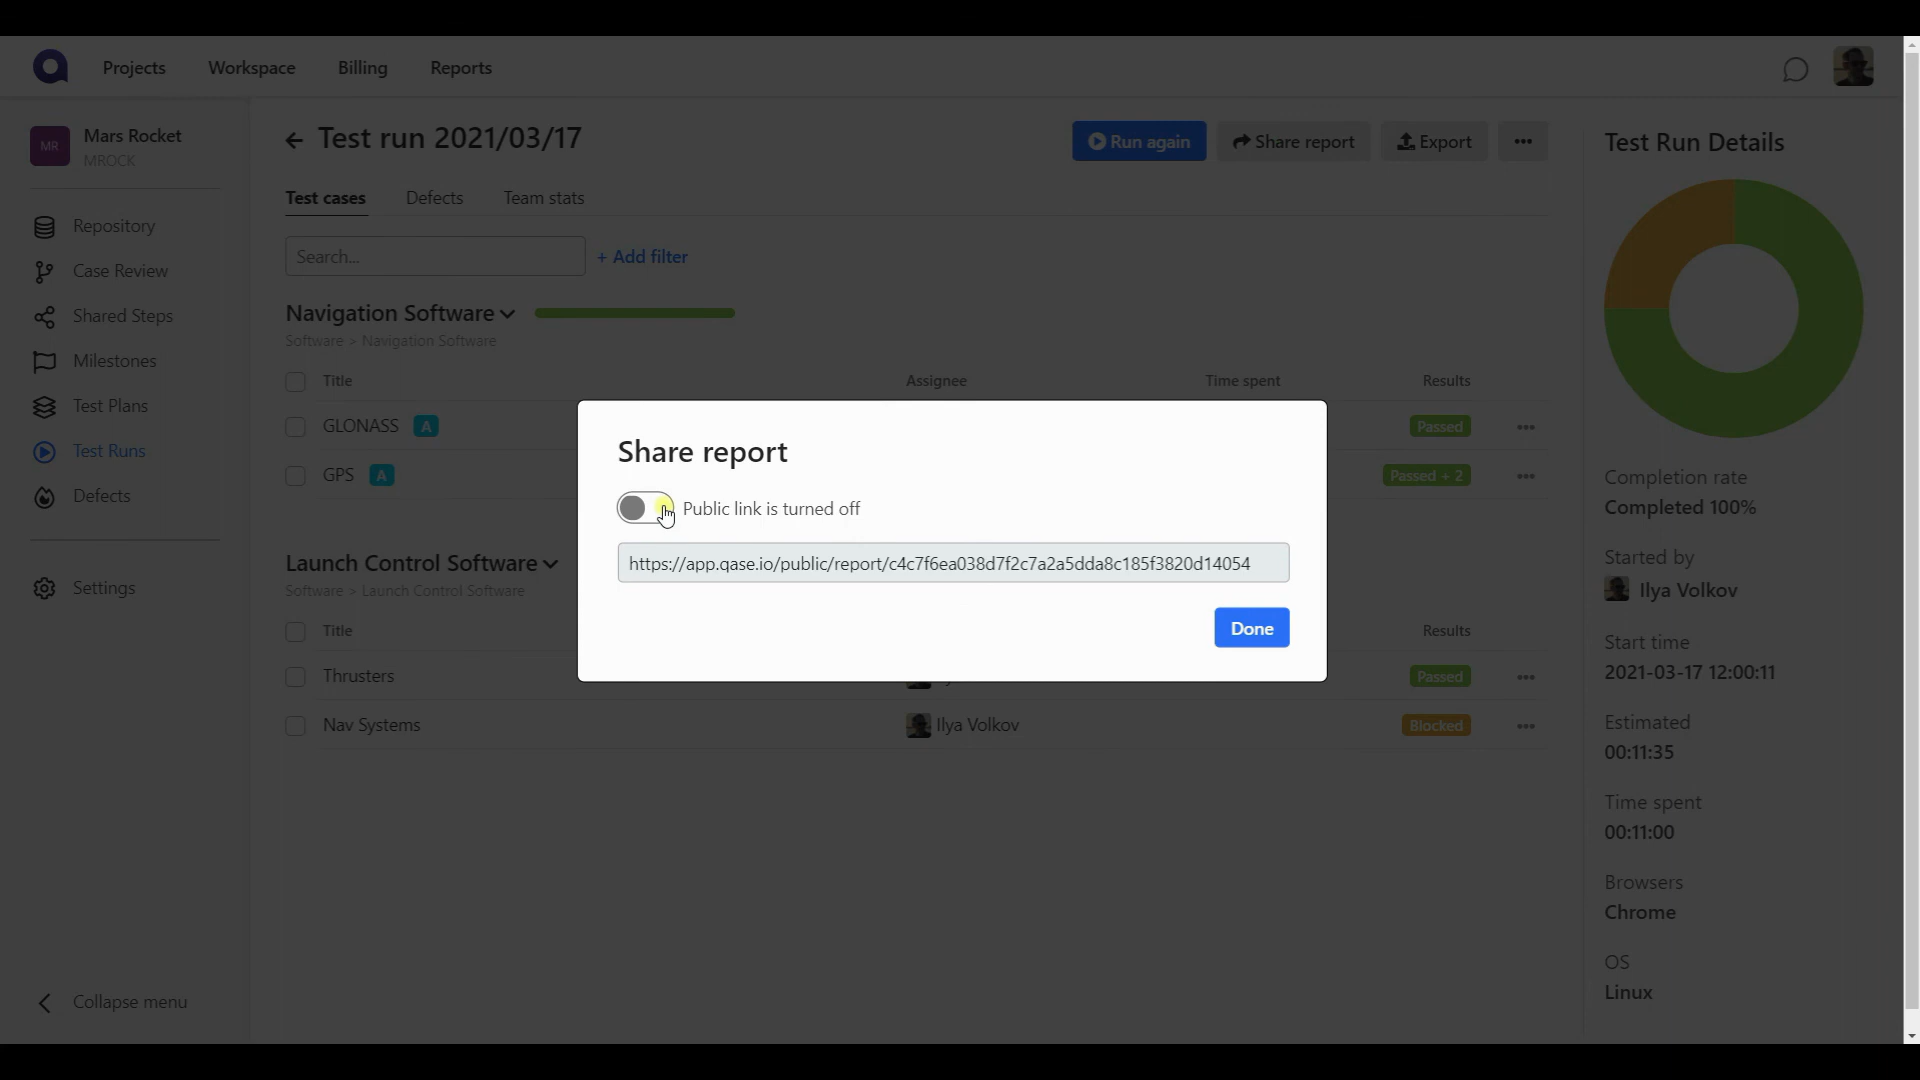 Projects
Workspace
Billing
Reports
MR
Mars Rocket
MROCK
Repository
Case Review
Shared Steps
Milestones
Test Plans
Test Runs
Defects
Settings
Collapse menu
Test run 2021/03/17
Run again
Share report
Export
Test cases
Defects
Team stats
Search...
+ Add filter
Navigation Software
Software > Navigation Software
Title
Assignee
Time spent
Results
GLONASS
A
Passed
GPS
A
Passed + 2
Launch Control Software
Software > Launch Control Software
Title
Results
Thrusters
Passed
Nav Systems
Ilya Volkov
Blocked
Share report
Public link is turned off
https://app.qase.io/public/report/c4c7f6ea038d7f2c7a2a5dda8c185f3820d14054
Done
Test Run Details
Completion rate
Completed 100%
Started by
Ilya Volkov
Start time
2021-03-17 12:00:11
Estimated
00:11:35
Time spent
00:11:00
Browsers
Chrome
OS
Linux